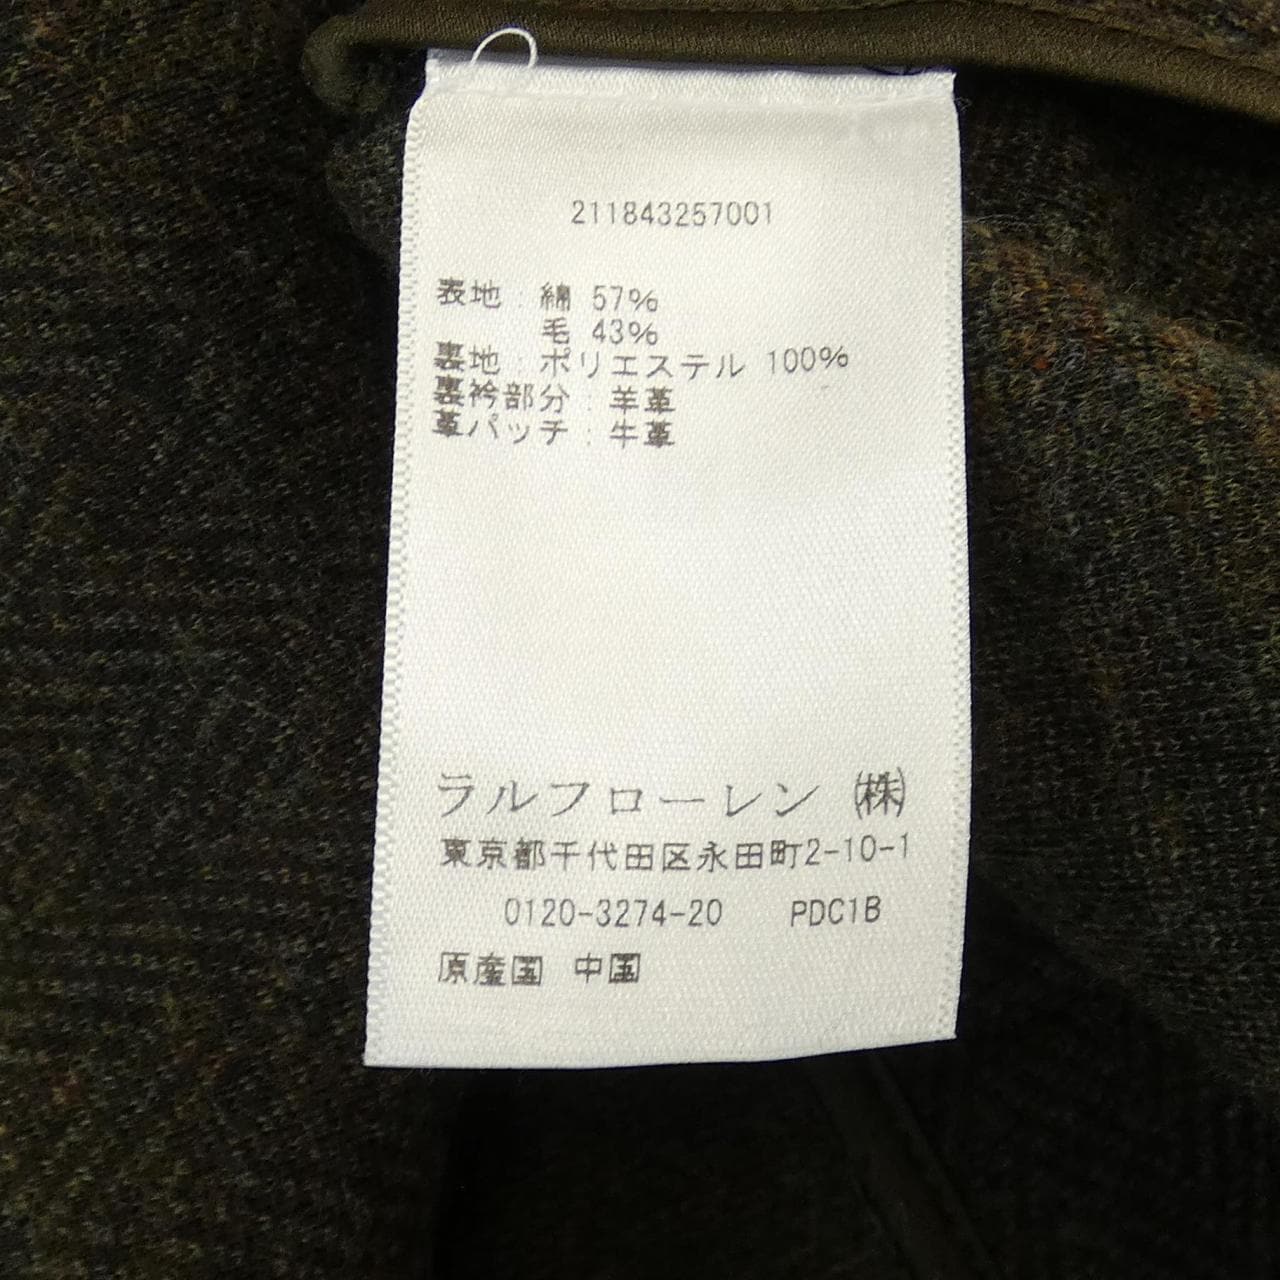 211843257001
表地：綿 57%
毛 43%
裏地：ポリエステル 100%
裏衿部分：羊革
革パッチ：牛革
ラルフローレン ㈱
東京都千代田区永田町2-10-1
0120-3274-20 PDC1B
原産国 中国